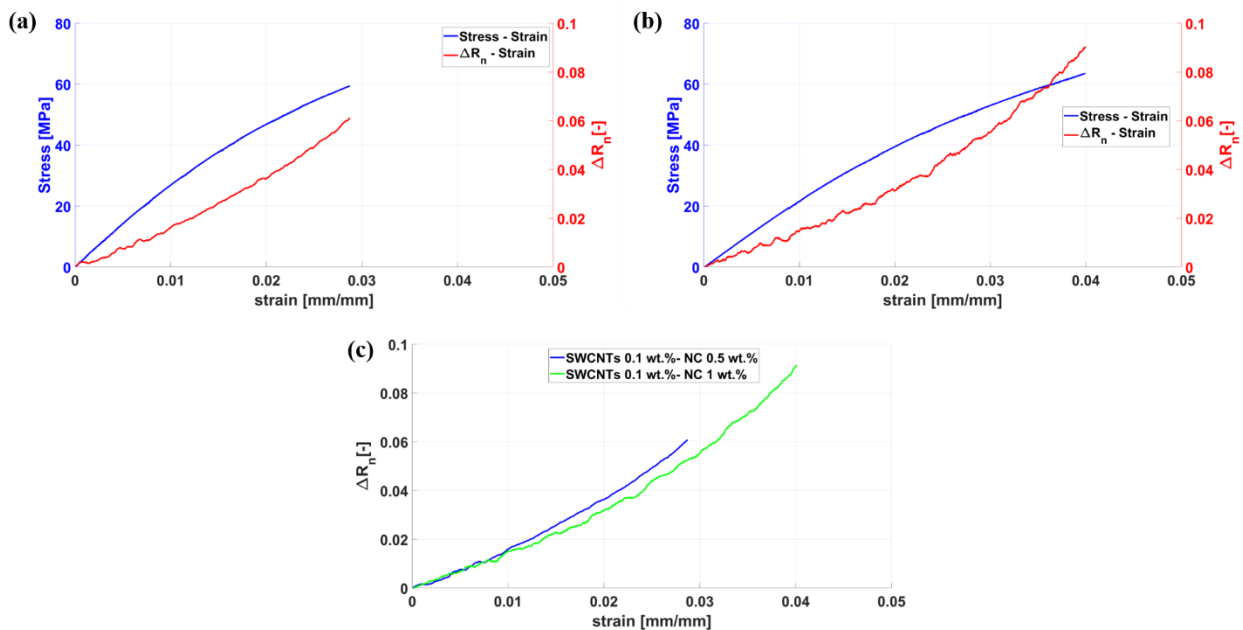 (a)
80
60
40
20
0
Stress [MPa]
0.1
0.08
0.06
0.04
0.02
0
ΔRn[-]
Stress - Strain
ΔRn - Strain
0
0.01
0.02
0.03
0.04
0.05
strain [mm/mm]
(b)
80
60
40
20
0
Stress [MPa]
0.1
0.08
0.06
0.04
0.02
0
ΔRn[-]
Stress - Strain
ΔRn - Strain
0
0.01
0.02
0.03
0.04
0.05
strain [mm/mm]
(c)
0.1
0.08
0.06
0.04
0.02
0
ΔRn[-]
SWCNTs 0.1 wt.%- NC 0.5 wt.%
SWCNTs 0.1 wt.%- NC 1 wt.%
0
0.01
0.02
0.03
0.04
0.05
strain [mm/mm]